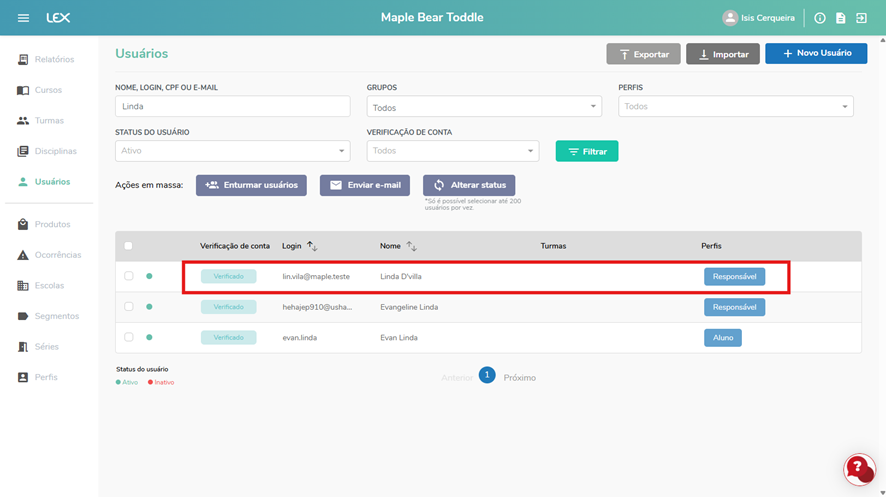 LEX
Maple Bear Toddle
Isis Cerqueira
Relatórios
Cursos
Turmas
Disciplinas
Usuários
Produtos
Ocorrências
Escolas
Segmentos
Séries
Perfis
Usuários
Exportar
Importar
+ Novo Usuário
NOME, LOGIN, CPF OU E-MAIL
GRUPOS
PERFIS
Linda
Todos
Todos
STATUS DO USUÁRIO
VERIFICAÇÃO DE CONTA
Ativo
Todos
Filtrar
Ações em massa:
Enturmar usuários
Enviar e-mail
Alterar status
*Só é possível selecionar até 200
usuários por vez.
Verificação de conta Login Nome Turmas Perfis
Verificado lin.vila@maple.teste Linda D'villa Responsável
Verificado hehajep910@usha... Evangeline Linda Responsável
Verificado evan.linda Evan Linda Aluno
Status do usuário
Ativo Inativo
Anterior 1 Próximo
?